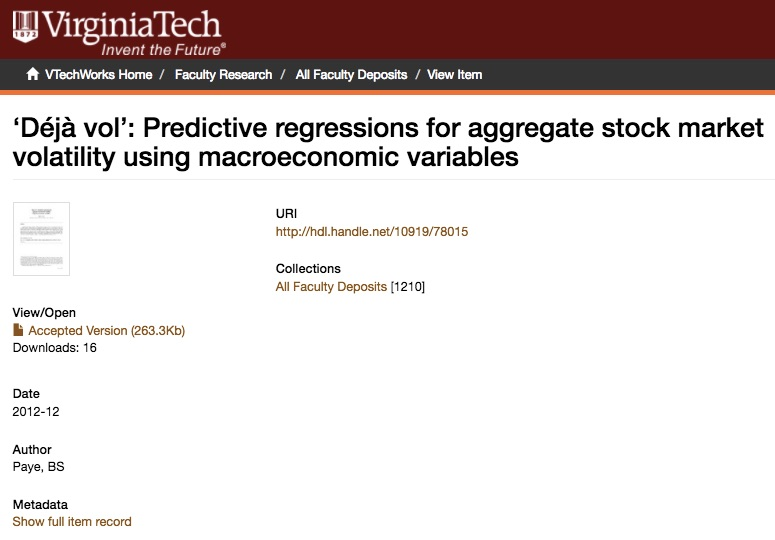 1872
VirginiaTech
Invent the Future®
VTechWorks Home / Faculty Research / All Faculty Deposits / View Item
‘Déjà vol’: Predictive regressions for aggregate stock market
volatility using macroeconomic variables
URI
http://hdl.handle.net/10919/78015
Collections
All Faculty Deposits [1210]
View/Open
Accepted Version (263.3Kb)
Downloads: 16
Date
2012-12
Author
Paye, BS
Metadata
Show full item record